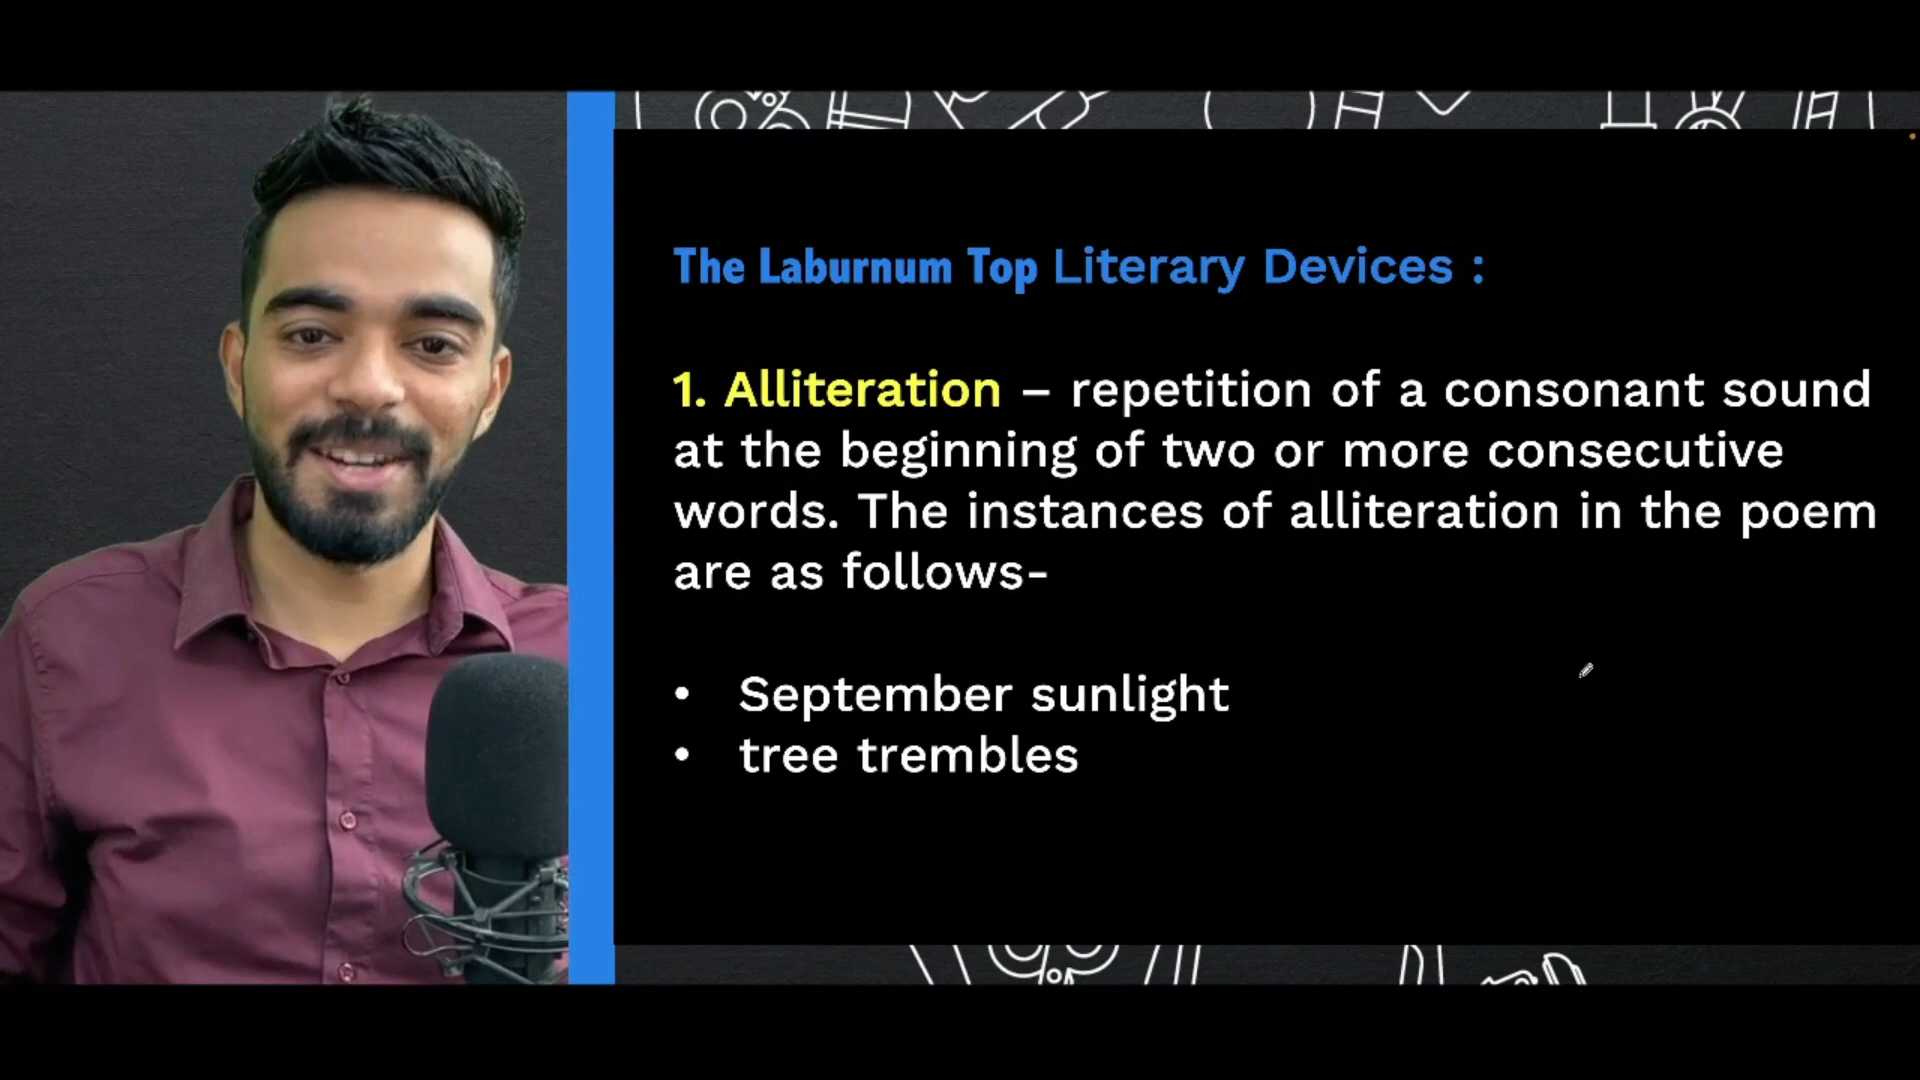 The Laburnum Top Literary Devices :
1. Alliteration – repetition of a consonant sound
at the beginning of two or more consecutive
words. The instances of alliteration in the poem
are as follows-
• September sunlight
• tree trembles